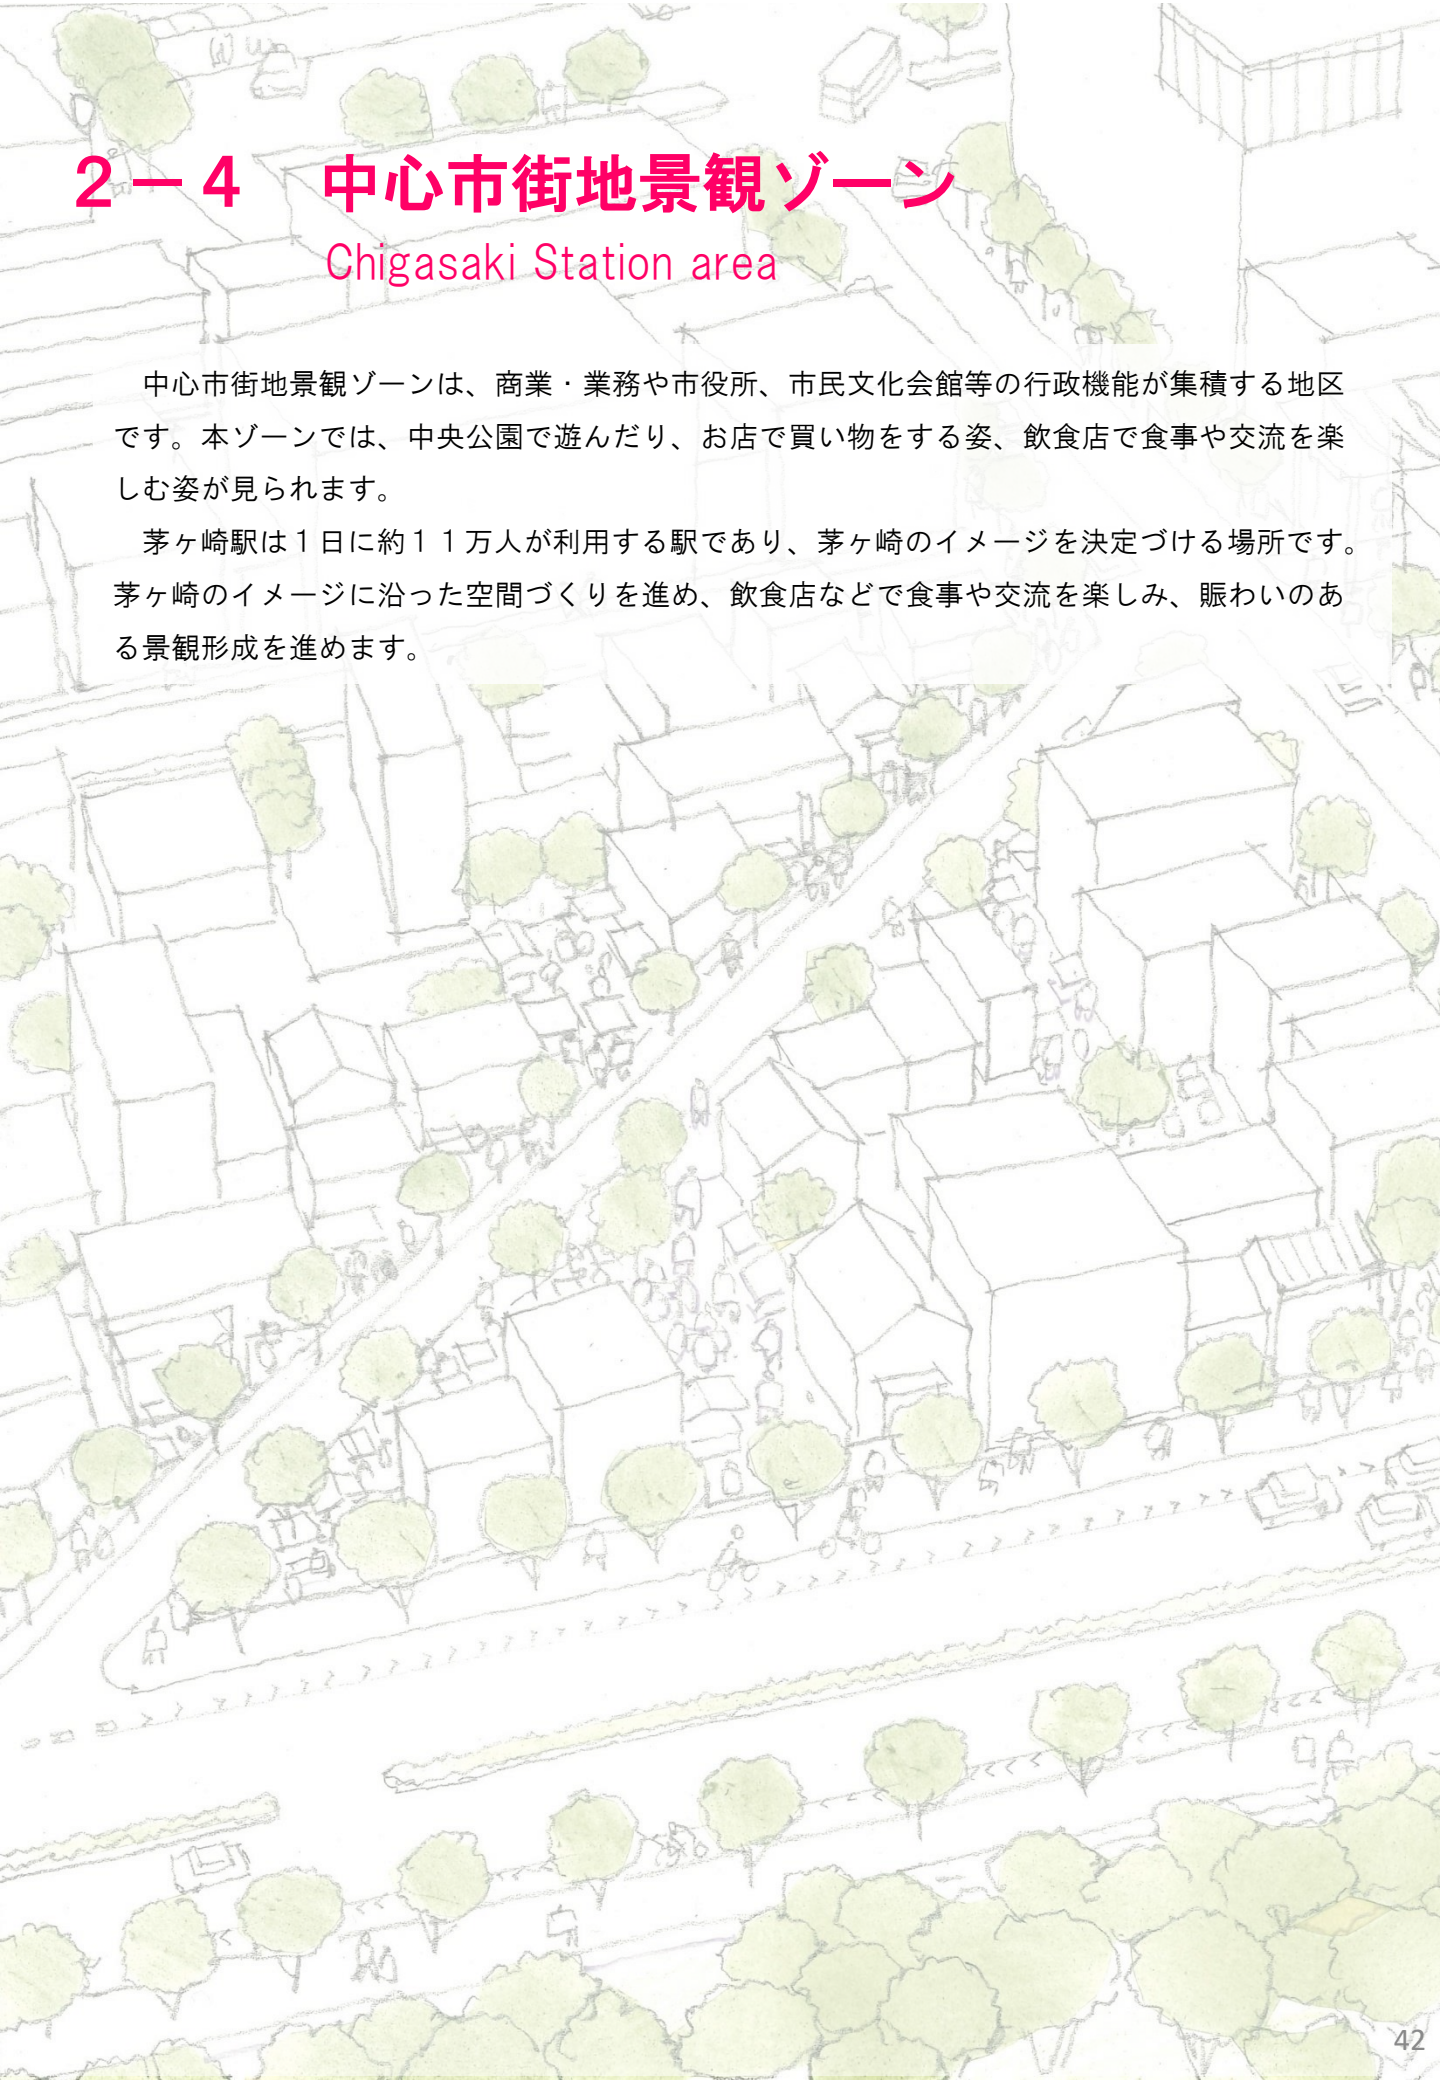 ２－４　中心市街地景観ゾーン
Chigasaki Station area
　中心市街地景観ゾーンは、商業・業務や市役所、市民文化会館等の行政機能が集積する地区
です。本ゾーンでは、中央公園で遊んだり、お店で買い物をする姿、飲食店で食事や交流を楽
しむ姿が見られます。
　茅ヶ崎駅は１日に約１１万人が利用する駅であり、茅ヶ崎のイメージを決定づける場所です。
茅ヶ崎のイメージに沿った空間づくりを進め、飲食店などで食事や交流を楽しみ、賑わいのあ
る景観形成を進めます。
42